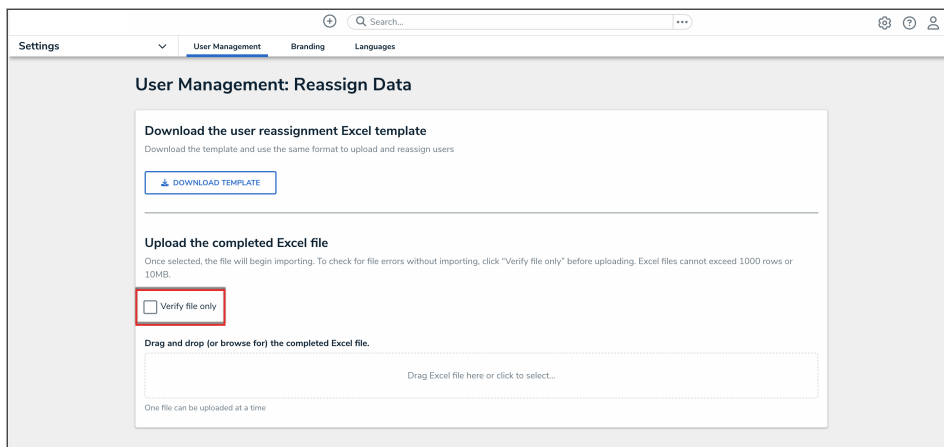 Search...
Settings
User Management
Branding
Languages
User Management: Reassign Data
Download the user reassignment Excel template
Download the template and use the same format to upload and reassign users
DOWNLOAD TEMPLATE
Upload the completed Excel file
Once selected, the file will begin importing. To check for file errors without importing, click "Verify file only" before uploading. Excel files cannot exceed 1000 rows or
10MB.
Verify file only
Drag and drop (or browse for) the completed Excel file.
Drag Excel file here or click to select...
One file can be uploaded at a time